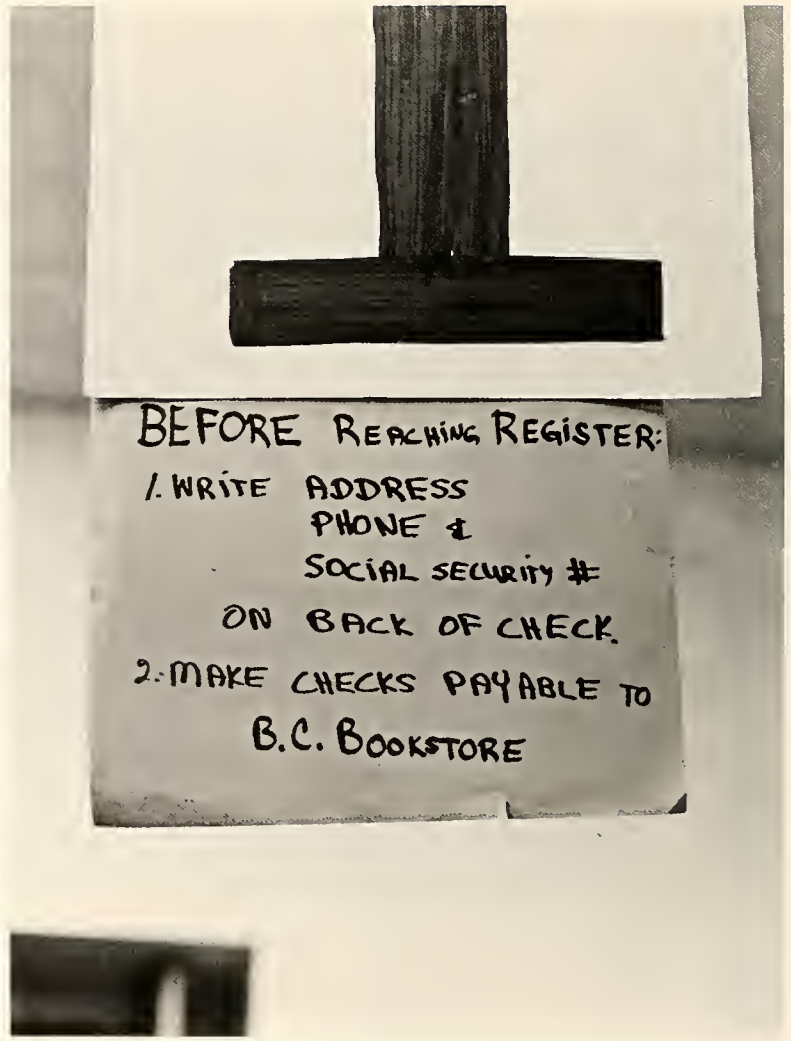 BEFORE REACHING REGISTER:
1. WRITE ADDRESS
PHONE &
SOCIAL SECURITY #
ON BACK OF CHECK.
2. MAKE CHECKS PAYABLE TO
B.C. BOOKSTORE